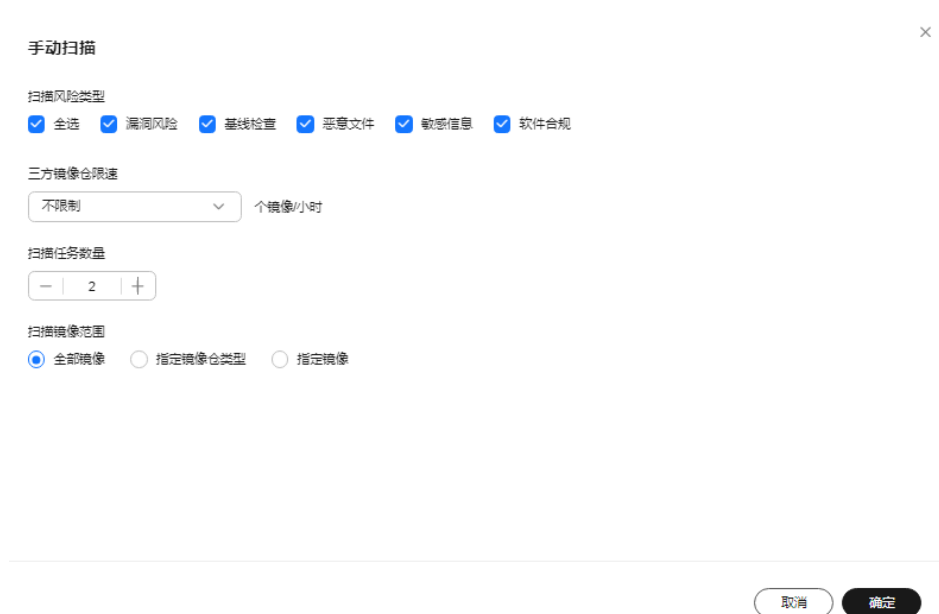 手动扫描
扫描风险类型
全选 漏洞风险 基线检查 恶意文件 敏感信息 软件合规
三方镜像仓限速
不限制 个镜像/小时
扫描任务数量
2
扫描镜像范围
全部镜像 指定镜像仓类型 指定镜像
取消 确定